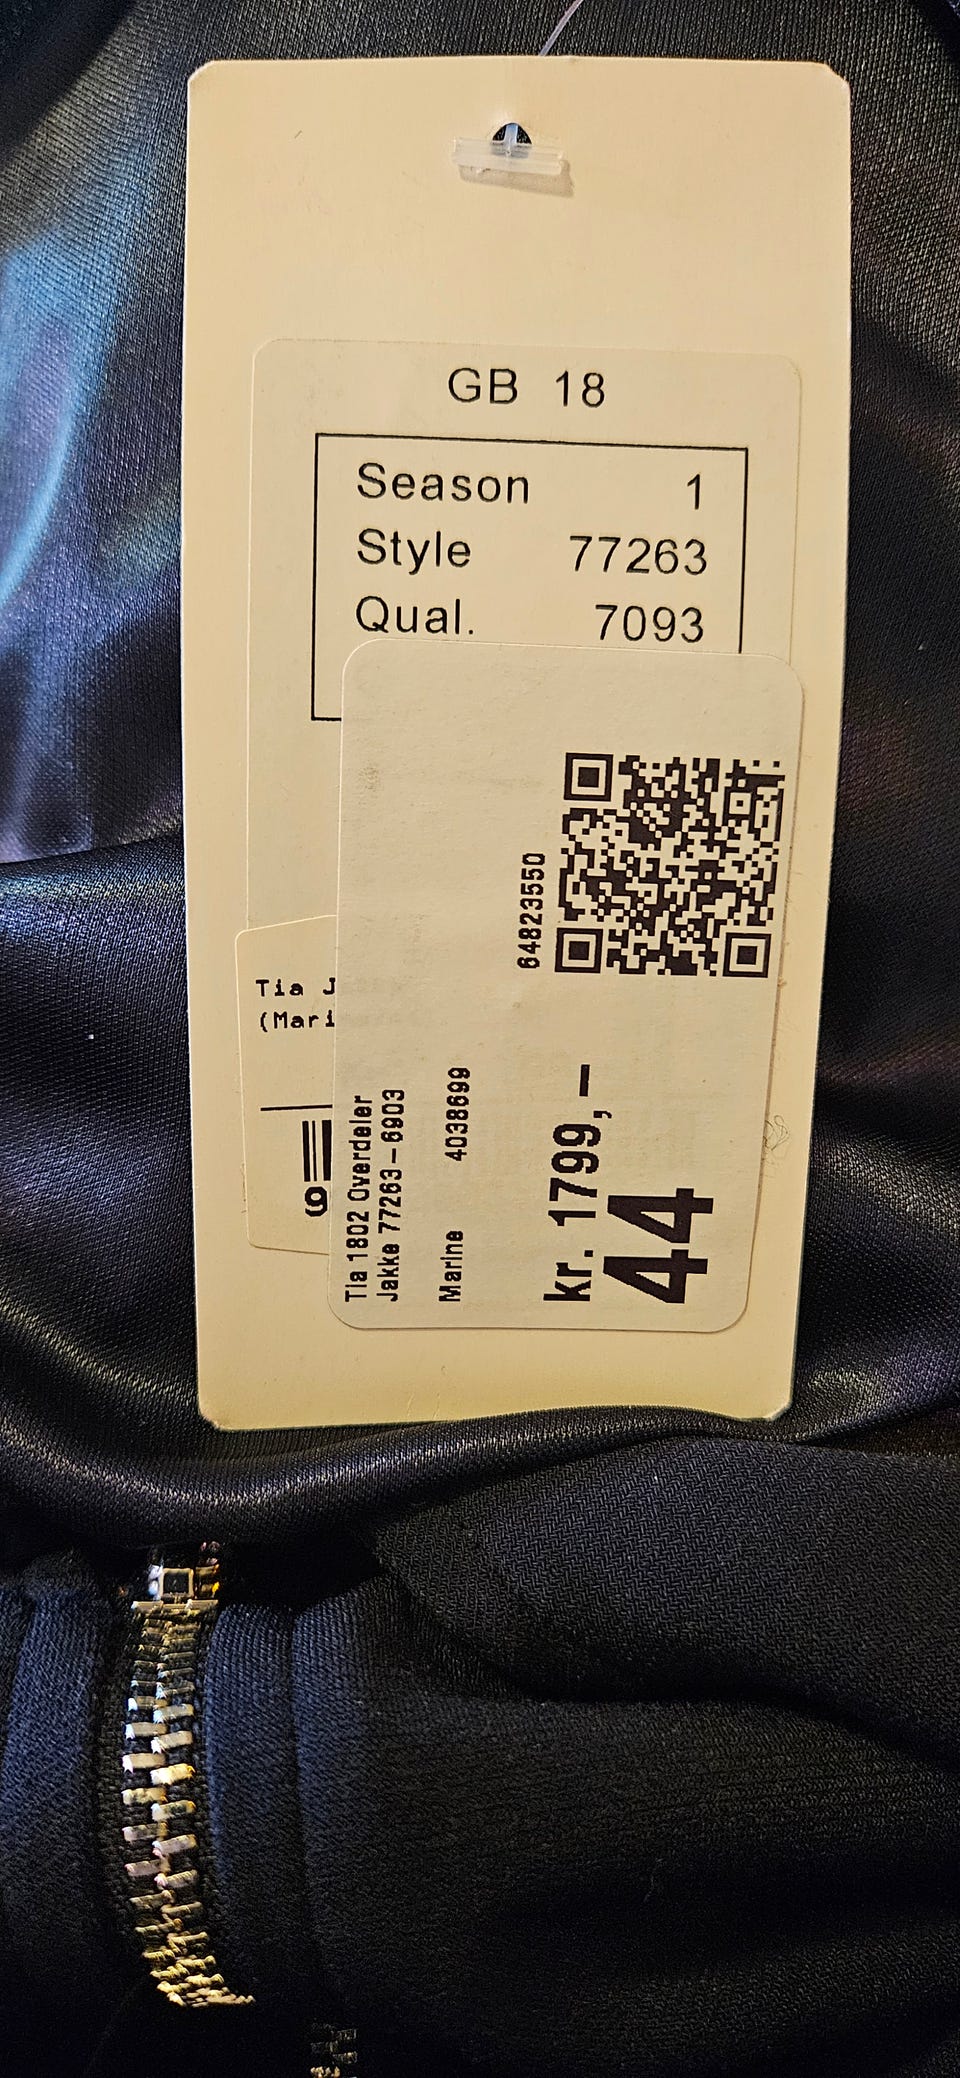 GB 18
Season 1
Style 77263
Qual. 7093
Tia J
(Mari
Tia 1802 Overdeler
Jakke 77263-6903
Marine 4038699
kr. 1799,-
44
64823550